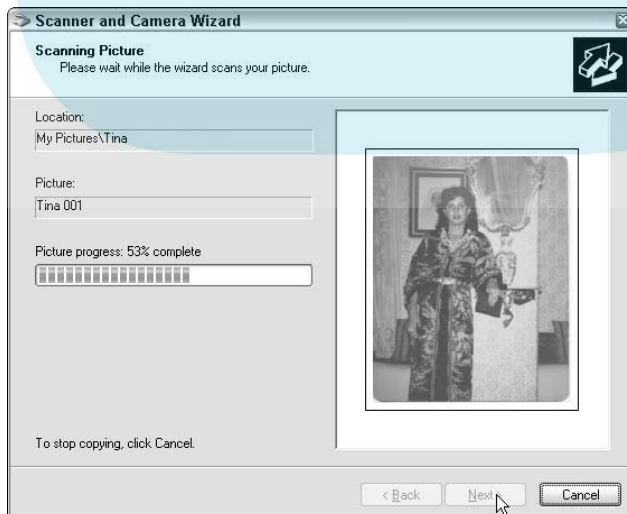 Scanner and Camera Wizard
Scanning Picture
Please wait while the wizard scans your picture.
Location:
My Pictures\Tina
Picture:
Tina 001
Picture progress: 53% complete
To stop copying, click Cancel.
< Back Next > Cancel